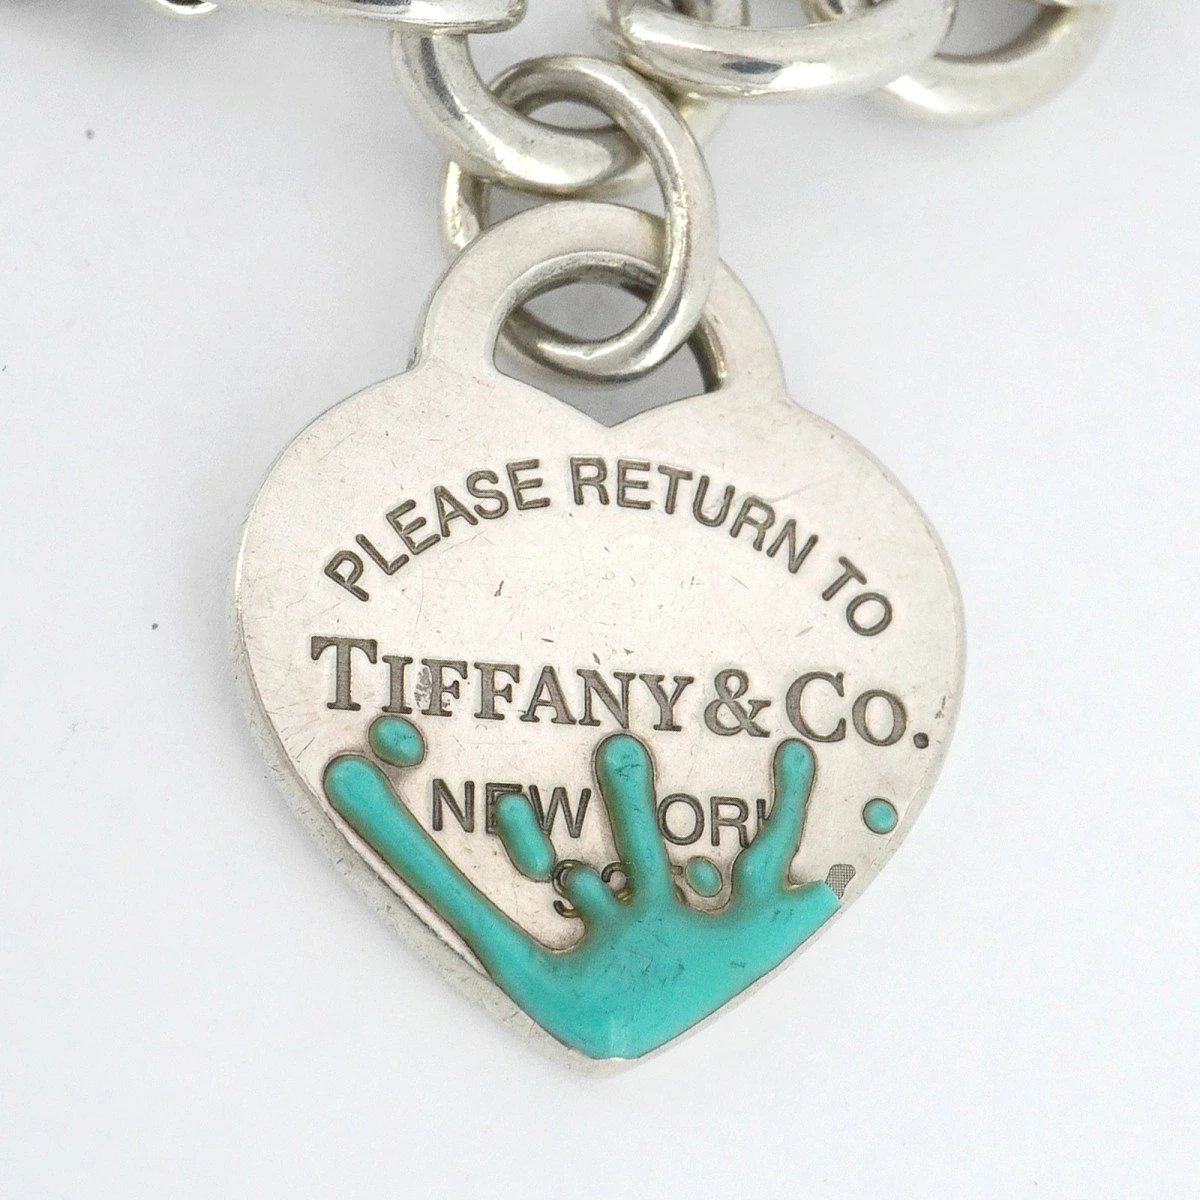 PLEASE RETURN TO
TIFFANY & CO.
NEW